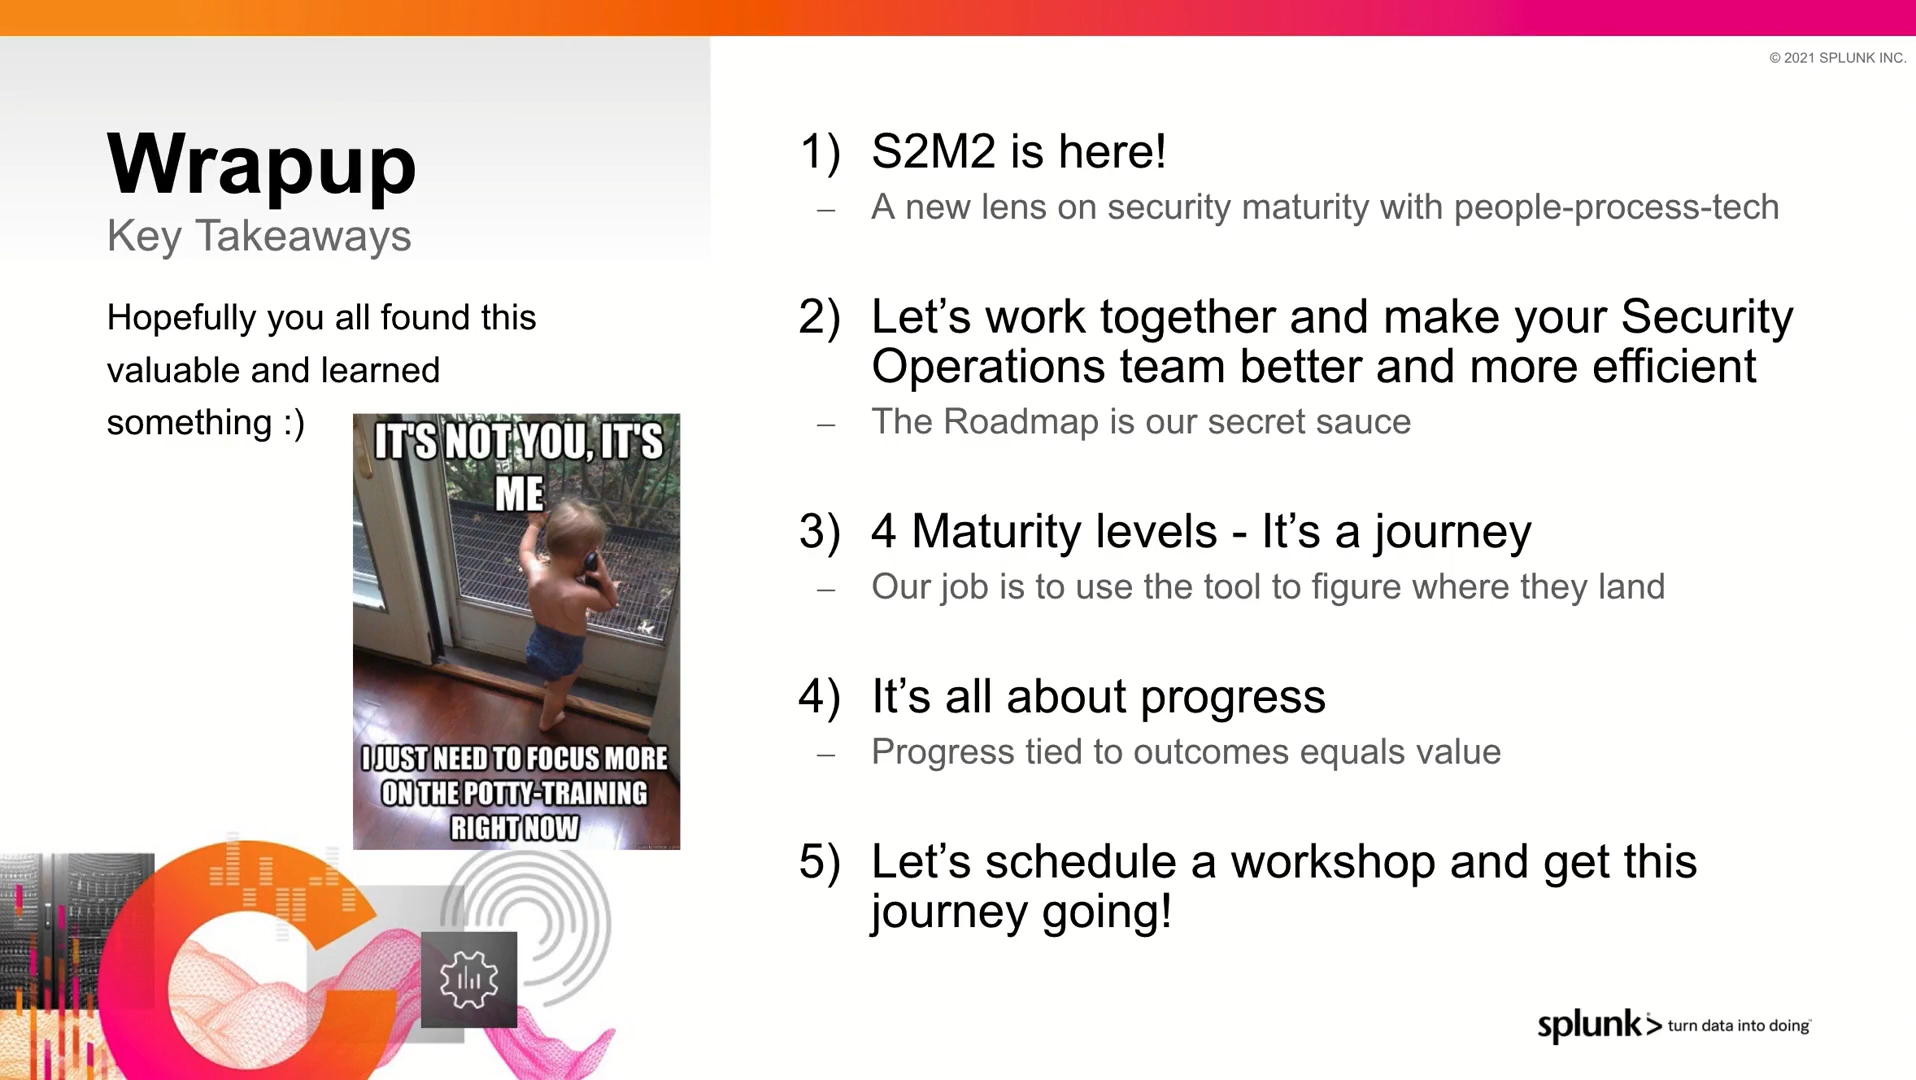 © 2021 SPLUNK INC.
Wrapup
Key Takeaways
Hopefully you all found this
valuable and learned
something :)
IT'S NOT YOU, IT'S
ME
I JUST NEED TO FOCUS MORE
ON THE POTTY-TRAINING
RIGHT NOW
1) S2M2 is here!
– A new lens on security maturity with people-process-tech
2) Let’s work together and make your Security
Operations team better and more efficient
– The Roadmap is our secret sauce
3) 4 Maturity levels - It’s a journey
– Our job is to use the tool to figure where they land
4) It’s all about progress
– Progress tied to outcomes equals value
5) Let’s schedule a workshop and get this
journey going!
splunk> turn data into doing™